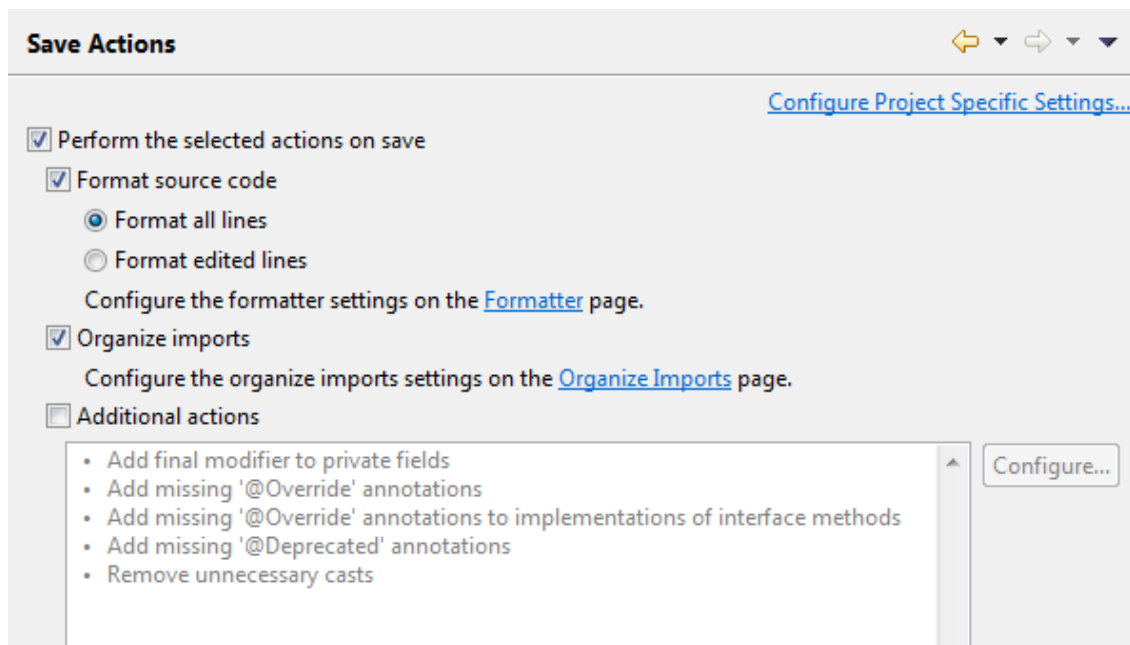 Save Actions
Configure Project Specific Settings...
Perform the selected actions on save
Format source code
Format all lines
Format edited lines
Configure the formatter settings on the Formatter page.
Organize imports
Configure the organize imports settings on the Organize Imports page.
Additional actions
• Add final modifier to private fields
• Add missing '@Override' annotations
• Add missing '@Override' annotations to implementations of interface methods
• Add missing '@Deprecated' annotations
• Remove unnecessary casts
Configure...